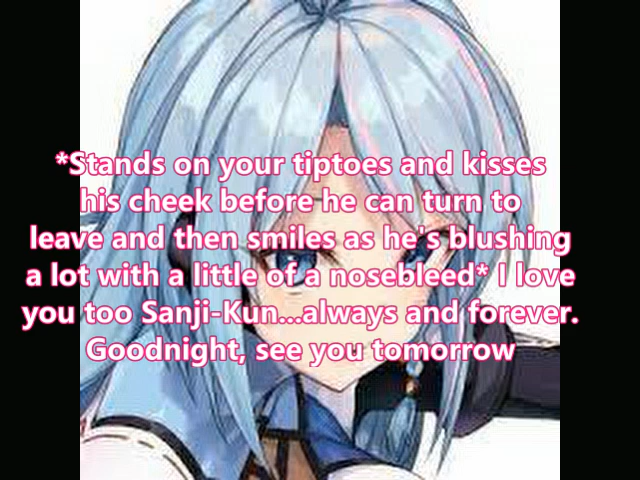 *Stands on your tiptoes and kisses
his cheek before he can turn to
leave and then smiles as he's blushing
a lot with a little of a nosebleed* I love
you too Sanji-Kun...always and forever.
Goodnight, see you tomorrow